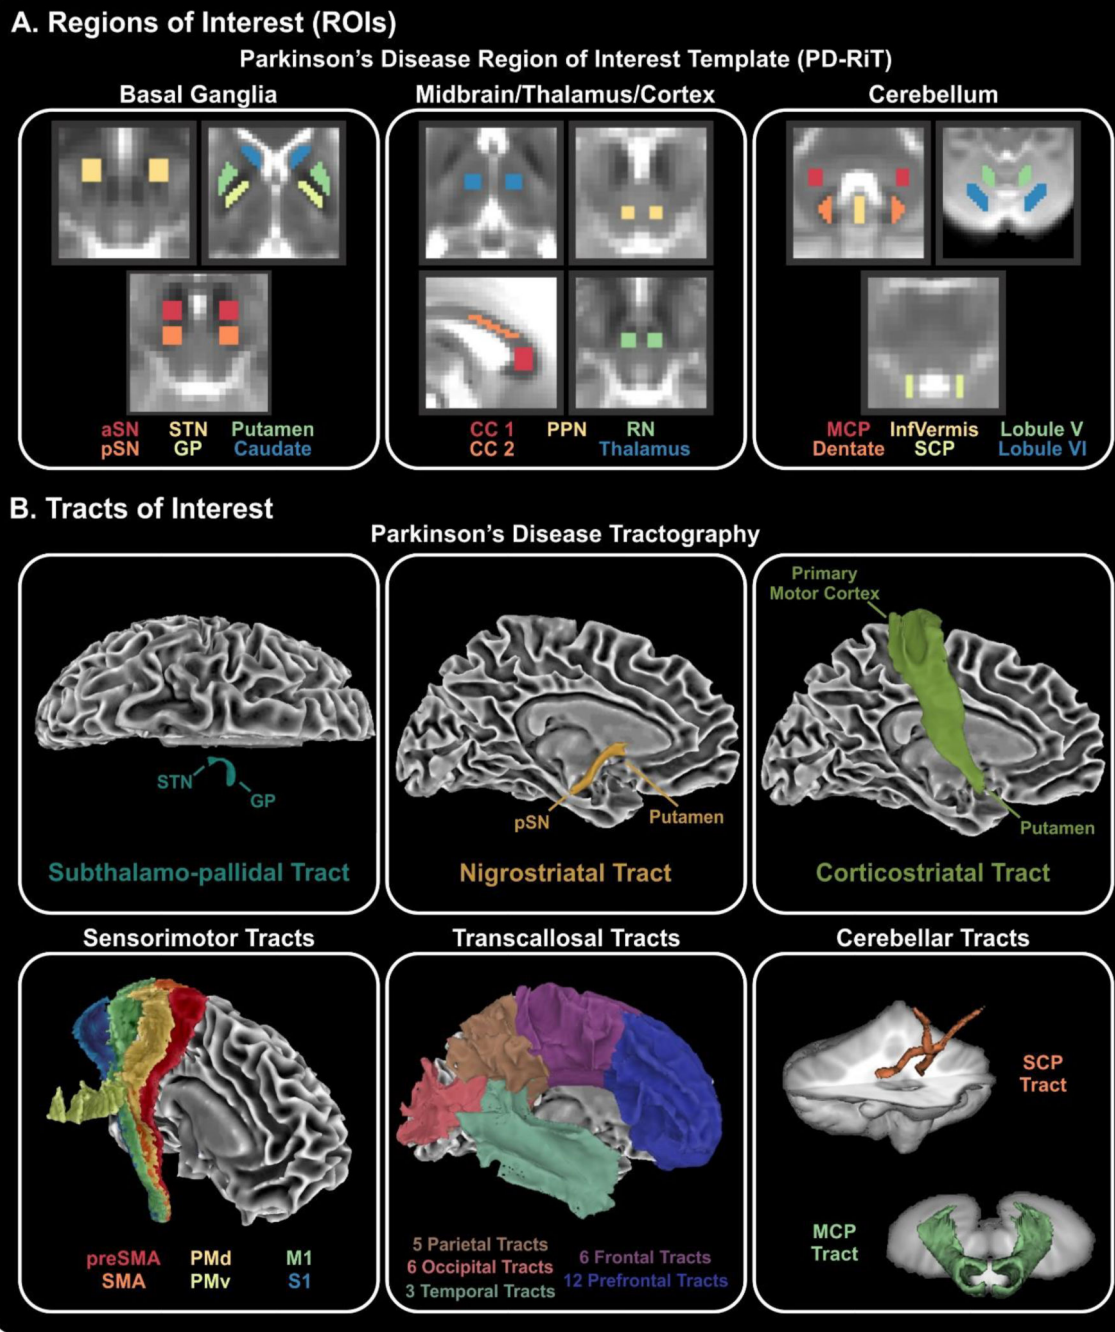 A. Regions of Interest (ROIs)
Parkinson's Disease Region of Interest Template (PD-RiT)
Basal Ganglia
Midbrain/Thalamus/Cortex
Cerebellum
aSN STN Putamen
pSN GP Caudate
CC 1 PPN RN
CC 2 Thalamus
MCP InfVermis Lobule V
Dentate SCP Lobule VI
B. Tracts of Interest
Parkinson's Disease Tractography
STN
GP
Subthalamo-pallidal Tract
pSN
Putamen
Nigrostriatal Tract
Primary
Motor Cortex
Putamen
Corticostriatal Tract
Sensorimotor Tracts
preSMA PMd M1
SMA PMv S1
Transcallosal Tracts
5 Parietal Tracts
6 Occipital Tracts
3 Temporal Tracts
6 Frontal Tracts
12 Prefrontal Tracts
Cerebellar Tracts
SCP
Tract
MCP
Tract